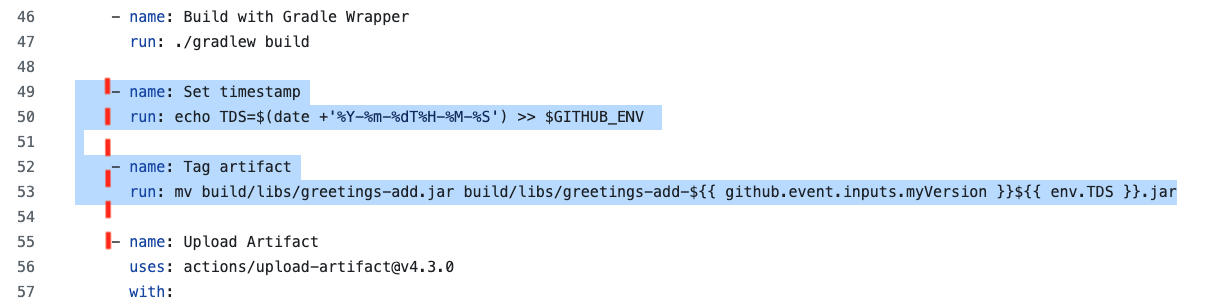 46 - name: Build with Gradle Wrapper
47 run: ./gradlew build
48
49 - name: Set timestamp
50 run: echo TDS=$(date +'%Y-%m-%dT%H-%M-%S') >> $GITHUB_ENV
51
52 - name: Tag artifact
53 run: mv build/libs/greetings-add.jar build/libs/greetings-add-${{ github.event.inputs.myVersion }}${{ env.TDS }}.jar
54
55 - name: Upload Artifact
56 uses: actions/upload-artifact@v4.3.0
57 with: